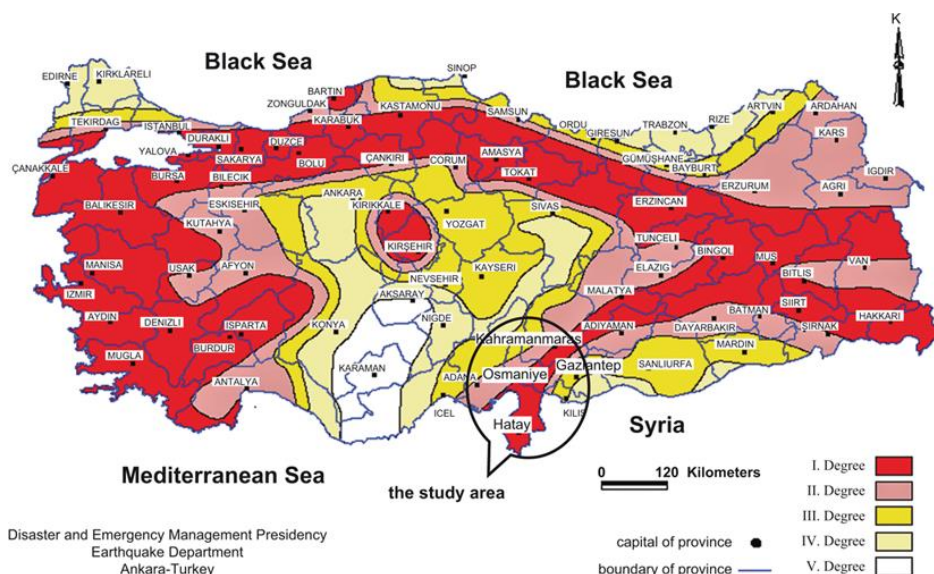 K
Black Sea
Black Sea
SINOP
EDIRNE
KIRKLARELI
BARTIN
ZONGULDAK
KASTAMONU
SAMSUN
ARTVIN
ARDAHAN
TEKIRDAG
ISTANBUL
KARABUK
ORDU
TRABZON
RIZE
DURAKLI
DUZCE
GIRESUN
KARS
YALOVA
SAKARYA
BOLU
ÇANKIRI
CORUM
AMASYA
GÜMÜŞHANE
BAYBURT
ÇANAKKALE
BURSA
BILECIK
TOKAT
ERZURUM
AGRI
IGDIR
BALIKESIR
ESKISEHIR
ANKARA
KIRIKKALE
SIVAS
ERZINCAN
KUTAHYA
YOZGAT
TUNCELI
BINGOL
MANISA
USAK
AFYON
KIRŞEHIR
KAYSERI
ELAZIG
MUS
VAN
IZMIR
NEVSEHIR
BITLIS
AKSARAY
MALATYA
SIIRT
AYDIN
DENIZLI
ISPARTA
KONYA
NIGDE
ADIYAMAN
BATMAN
HAKKARI
BURDUR
Kahramanmaras
DAYARBAKIR
ŞIRNAK
MUGLA
KARAMAN
Gaziantep
MARDIN
ANTALYA
ADANA
Osmaniye
SANLIURFA
ICEL
KILIS
Hatay
Syria
Mediterranean Sea
0 120 Kilometers
the study area
I. Degree
II. Degree
III. Degree
IV. Degree
V. Degree
capital of province
boundary of province
Disaster and Emergency Management Presidency
Earthquake Department
Ankara-Turkey